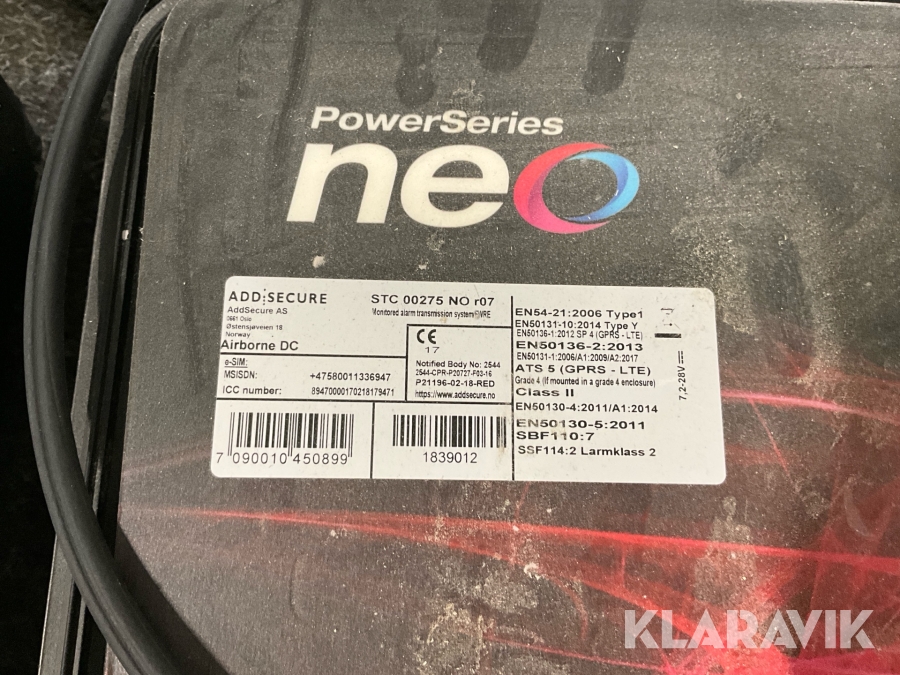 PowerSeries
neo
ADD:SECURE
AddSecure AS
0661 Oslo
Østensjøveien 18
Norway
Airborne DC
e-SIM:
MSISDN: +47580011336947
ICC number: 89470000170218179471
7 090010 450899
STC 00275 NO r07
Monitored alarm transmission system/
CE
17
Notified Body No: 2544
2544-CPR-P20727-F03-16
P21196-02-18-RED
https://www.addsecure.no
1839012
EN54-21:2006 Type1
EN50131-10:2014 Type Y
EN50136-1:2012 SP 4 (GPRS - LTE)
EN50136-2:2013
EN50131-1:2006/A1:2009/A2:2017
ATS 5 (GPRS - LTE)
Grade 4 (If mounted in a grade 4 enclosure)
Class II
EN50130-4:2011/A1:2014
EN50130-5:2011
SBF110:7
SSF114:2 Larmklass 2
7,2-28V
KLARAVIK